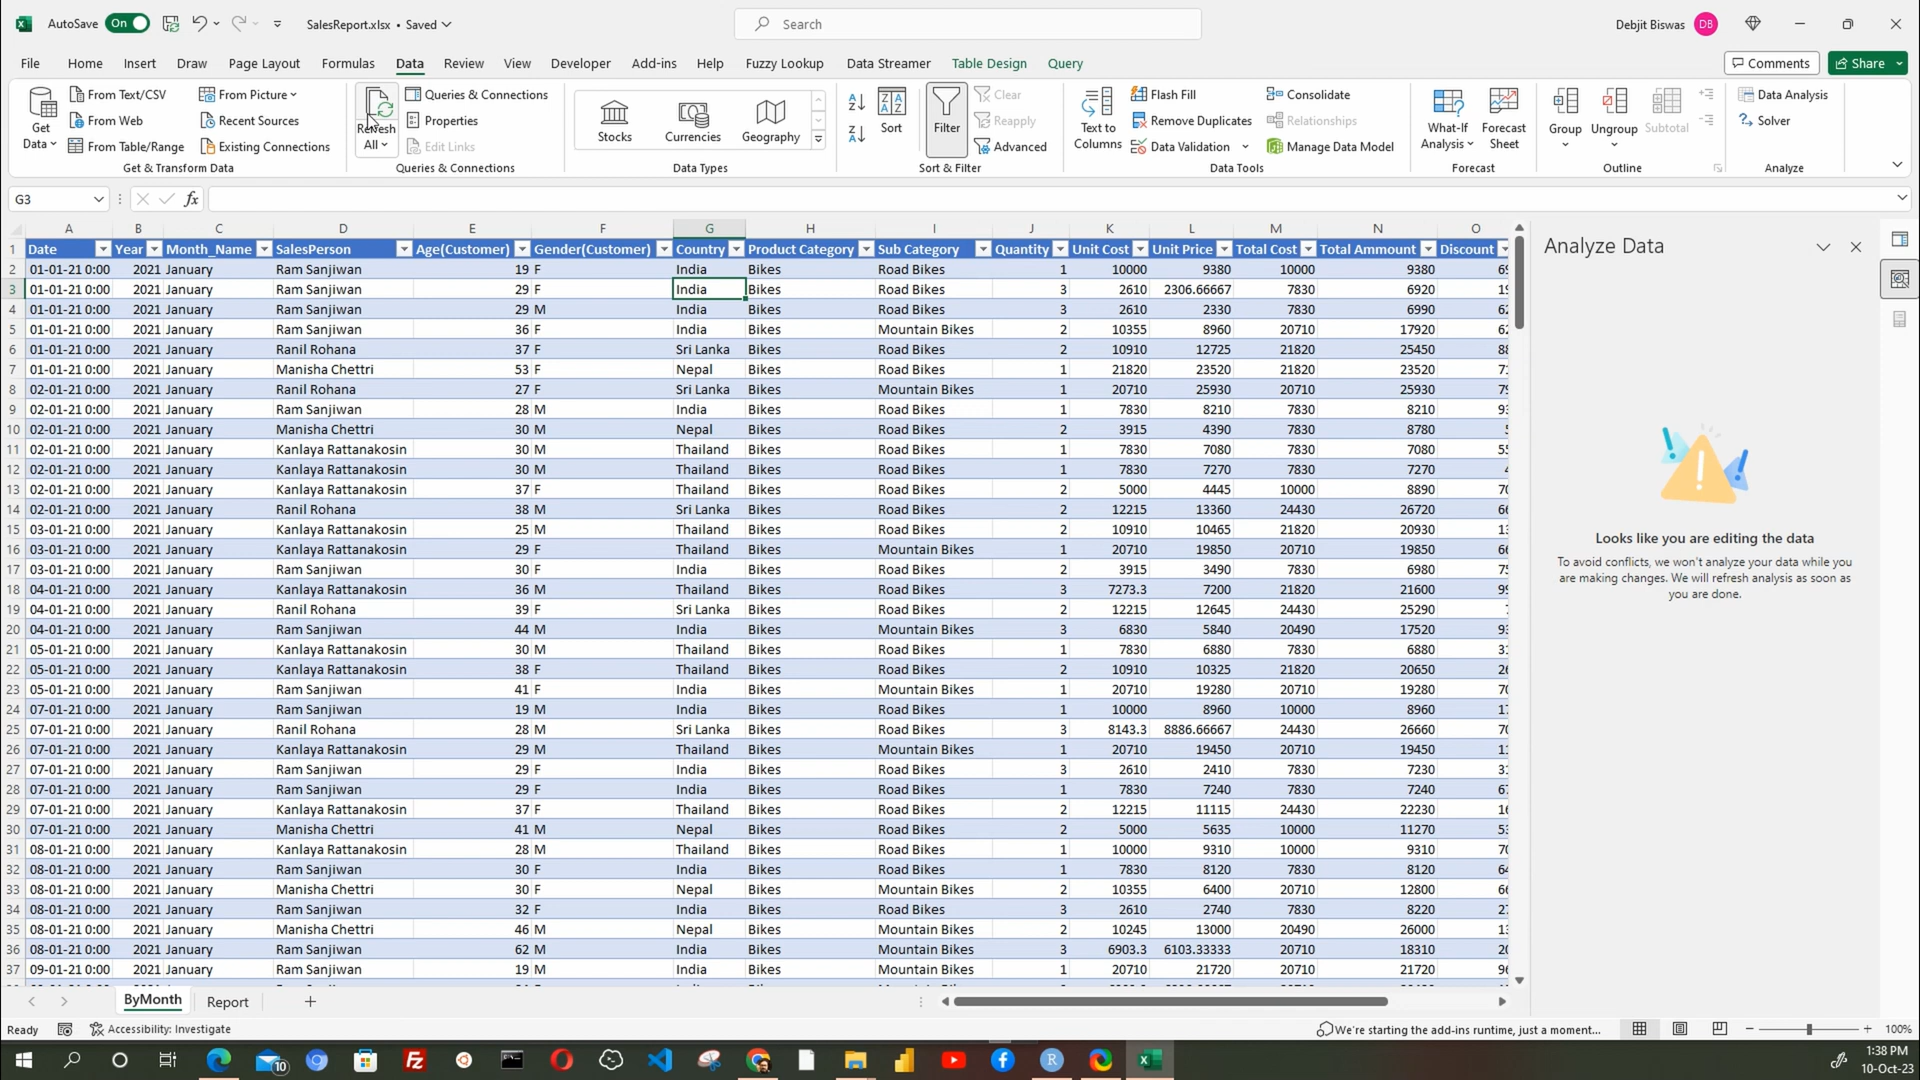 AutoSave On SalesReport.xlsx • Saved Search Debjit Biswas DB
File Home Insert Draw Page Layout Formulas Data Review View Developer Add-ins Help Fuzzy Lookup Data Streamer Table Design Query Comments Share
Get Data
From Text/CSV
From Web
From Table/Range
From Picture
Recent Sources
Existing Connections
Get & Transform Data
Refresh All
Queries & Connections
Properties
Edit Links
Queries & Connections
Stocks
Currencies
Geography
Data Types
Sort
Filter
Clear
Reapply
Advanced
Sort & Filter
Text to Columns
Flash Fill
Remove Duplicates
Data Validation
Consolidate
Relationships
Manage Data Model
Data Tools
What-If Analysis
Forecast Sheet
Forecast
Group
Ungroup
Subtotal
Outline
Data Analysis
Solver
Analyze
G3 fx
A B C D E F G H I J K L M N O
1 Date Year Month_Name SalesPerson Age(Customer) Gender(Customer) Country Product Category Sub Category Quantity Unit Cost Unit Price Total Cost Total Ammount Discount
2 01-01-21 0:00 2021 January Ram Sanjiwan 19 F India Bikes Road Bikes 1 10000 9380 10000 9380
3 01-01-21 0:00 2021 January Ram Sanjiwan 29 F India Bikes Road Bikes 3 2610 2306.66667 7830 6920
4 01-01-21 0:00 2021 January Ram Sanjiwan 29 M India Bikes Road Bikes 3 2610 2330 7830 6990
5 01-01-21 0:00 2021 January Ram Sanjiwan 36 F India Bikes Mountain Bikes 2 10355 8960 20710 17920
6 01-01-21 0:00 2021 January Ranil Rohana 37 F Sri Lanka Bikes Road Bikes 2 10910 12725 21820 25450
7 01-01-21 0:00 2021 January Manisha Chettri 53 F Nepal Bikes Road Bikes 1 21820 23520 21820 23520
8 02-01-21 0:00 2021 January Ranil Rohana 27 F Sri Lanka Bikes Mountain Bikes 1 20710 25930 20710 25930
9 02-01-21 0:00 2021 January Ram Sanjiwan 28 M India Bikes Road Bikes 1 7830 8210 7830 8210
10 02-01-21 0:00 2021 January Manisha Chettri 30 M Nepal Bikes Road Bikes 2 3915 4390 7830 8780
11 02-01-21 0:00 2021 January Kanlaya Rattanakosin 30 M Thailand Bikes Road Bikes 1 7830 7080 7830 7080
12 02-01-21 0:00 2021 January Kanlaya Rattanakosin 30 M Thailand Bikes Road Bikes 1 7830 7270 7830 7270
13 02-01-21 0:00 2021 January Kanlaya Rattanakosin 37 F Thailand Bikes Road Bikes 2 5000 4445 10000 8890
14 02-01-21 0:00 2021 January Ranil Rohana 38 M Sri Lanka Bikes Road Bikes 2 12215 13360 24430 26720
15 03-01-21 0:00 2021 January Kanlaya Rattanakosin 25 M Thailand Bikes Road Bikes 2 10910 10465 21820 20930
16 03-01-21 0:00 2021 January Kanlaya Rattanakosin 29 F Thailand Bikes Mountain Bikes 1 20710 19850 20710 19850
17 03-01-21 0:00 2021 January Ram Sanjiwan 30 F India Bikes Road Bikes 2 3915 3490 7830 6980
18 04-01-21 0:00 2021 January Kanlaya Rattanakosin 36 M Thailand Bikes Road Bikes 3 7273.3 7200 21820 21600
19 04-01-21 0:00 2021 January Ranil Rohana 39 F Sri Lanka Bikes Road Bikes 2 12215 12645 24430 25290
20 04-01-21 0:00 2021 January Ram Sanjiwan 44 M India Bikes Mountain Bikes 3 6830 5840 20490 17520
21 05-01-21 0:00 2021 January Kanlaya Rattanakosin 30 M Thailand Bikes Road Bikes 1 7830 6880 7830 6880
22 05-01-21 0:00 2021 January Kanlaya Rattanakosin 38 F Thailand Bikes Road Bikes 2 10910 10325 21820 20650
23 05-01-21 0:00 2021 January Ram Sanjiwan 41 F India Bikes Mountain Bikes 1 20710 19280 20710 19280
24 07-01-21 0:00 2021 January Ram Sanjiwan 19 M India Bikes Road Bikes 1 10000 8960 10000 8960
25 07-01-21 0:00 2021 January Ranil Rohana 28 M Sri Lanka Bikes Road Bikes 3 8143.3 8886.66667 24430 26660
26 07-01-21 0:00 2021 January Kanlaya Rattanakosin 29 M Thailand Bikes Mountain Bikes 1 20710 19450 20710 19450
27 07-01-21 0:00 2021 January Ram Sanjiwan 29 F India Bikes Road Bikes 3 2610 2410 7830 7230
28 07-01-21 0:00 2021 January Ram Sanjiwan 29 F India Bikes Road Bikes 1 7830 7240 7830 7240
29 07-01-21 0:00 2021 January Kanlaya Rattanakosin 37 F Thailand Bikes Road Bikes 2 12215 11115 24430 22230
30 07-01-21 0:00 2021 January Manisha Chettri 41 M Nepal Bikes Road Bikes 2 5000 5635 10000 11270
31 08-01-21 0:00 2021 January Kanlaya Rattanakosin 28 M Thailand Bikes Road Bikes 1 10000 9310 10000 9310
32 08-01-21 0:00 2021 January Ram Sanjiwan 30 F India Bikes Road Bikes 1 7830 8120 7830 8120
33 08-01-21 0:00 2021 January Manisha Chettri 30 F Nepal Bikes Mountain Bikes 2 10355 6400 20710 12800
34 08-01-21 0:00 2021 January Ram Sanjiwan 32 F India Bikes Road Bikes 3 2610 2740 7830 8220
35 08-01-21 0:00 2021 January Manisha Chettri 46 M Nepal Bikes Mountain Bikes 2 10245 13000 20490 26000
36 08-01-21 0:00 2021 January Ram Sanjiwan 62 M India Bikes Mountain Bikes 3 6903.3 6103.33333 20710 18310
37 09-01-21 0:00 2021 January Ram Sanjiwan 19 M India Bikes Mountain Bikes 1 20710 21720 20710 21720
Analyze Data
Looks like you are editing the data
To avoid conflicts, we won't analyze your data while you
are making changes. We will refresh analysis as soon as
you are done.
ByMonth Report
Ready Accessibility: Investigate We're starting the add-ins runtime, just a moment... 100%
10
1:38 PM
10-Oct-23